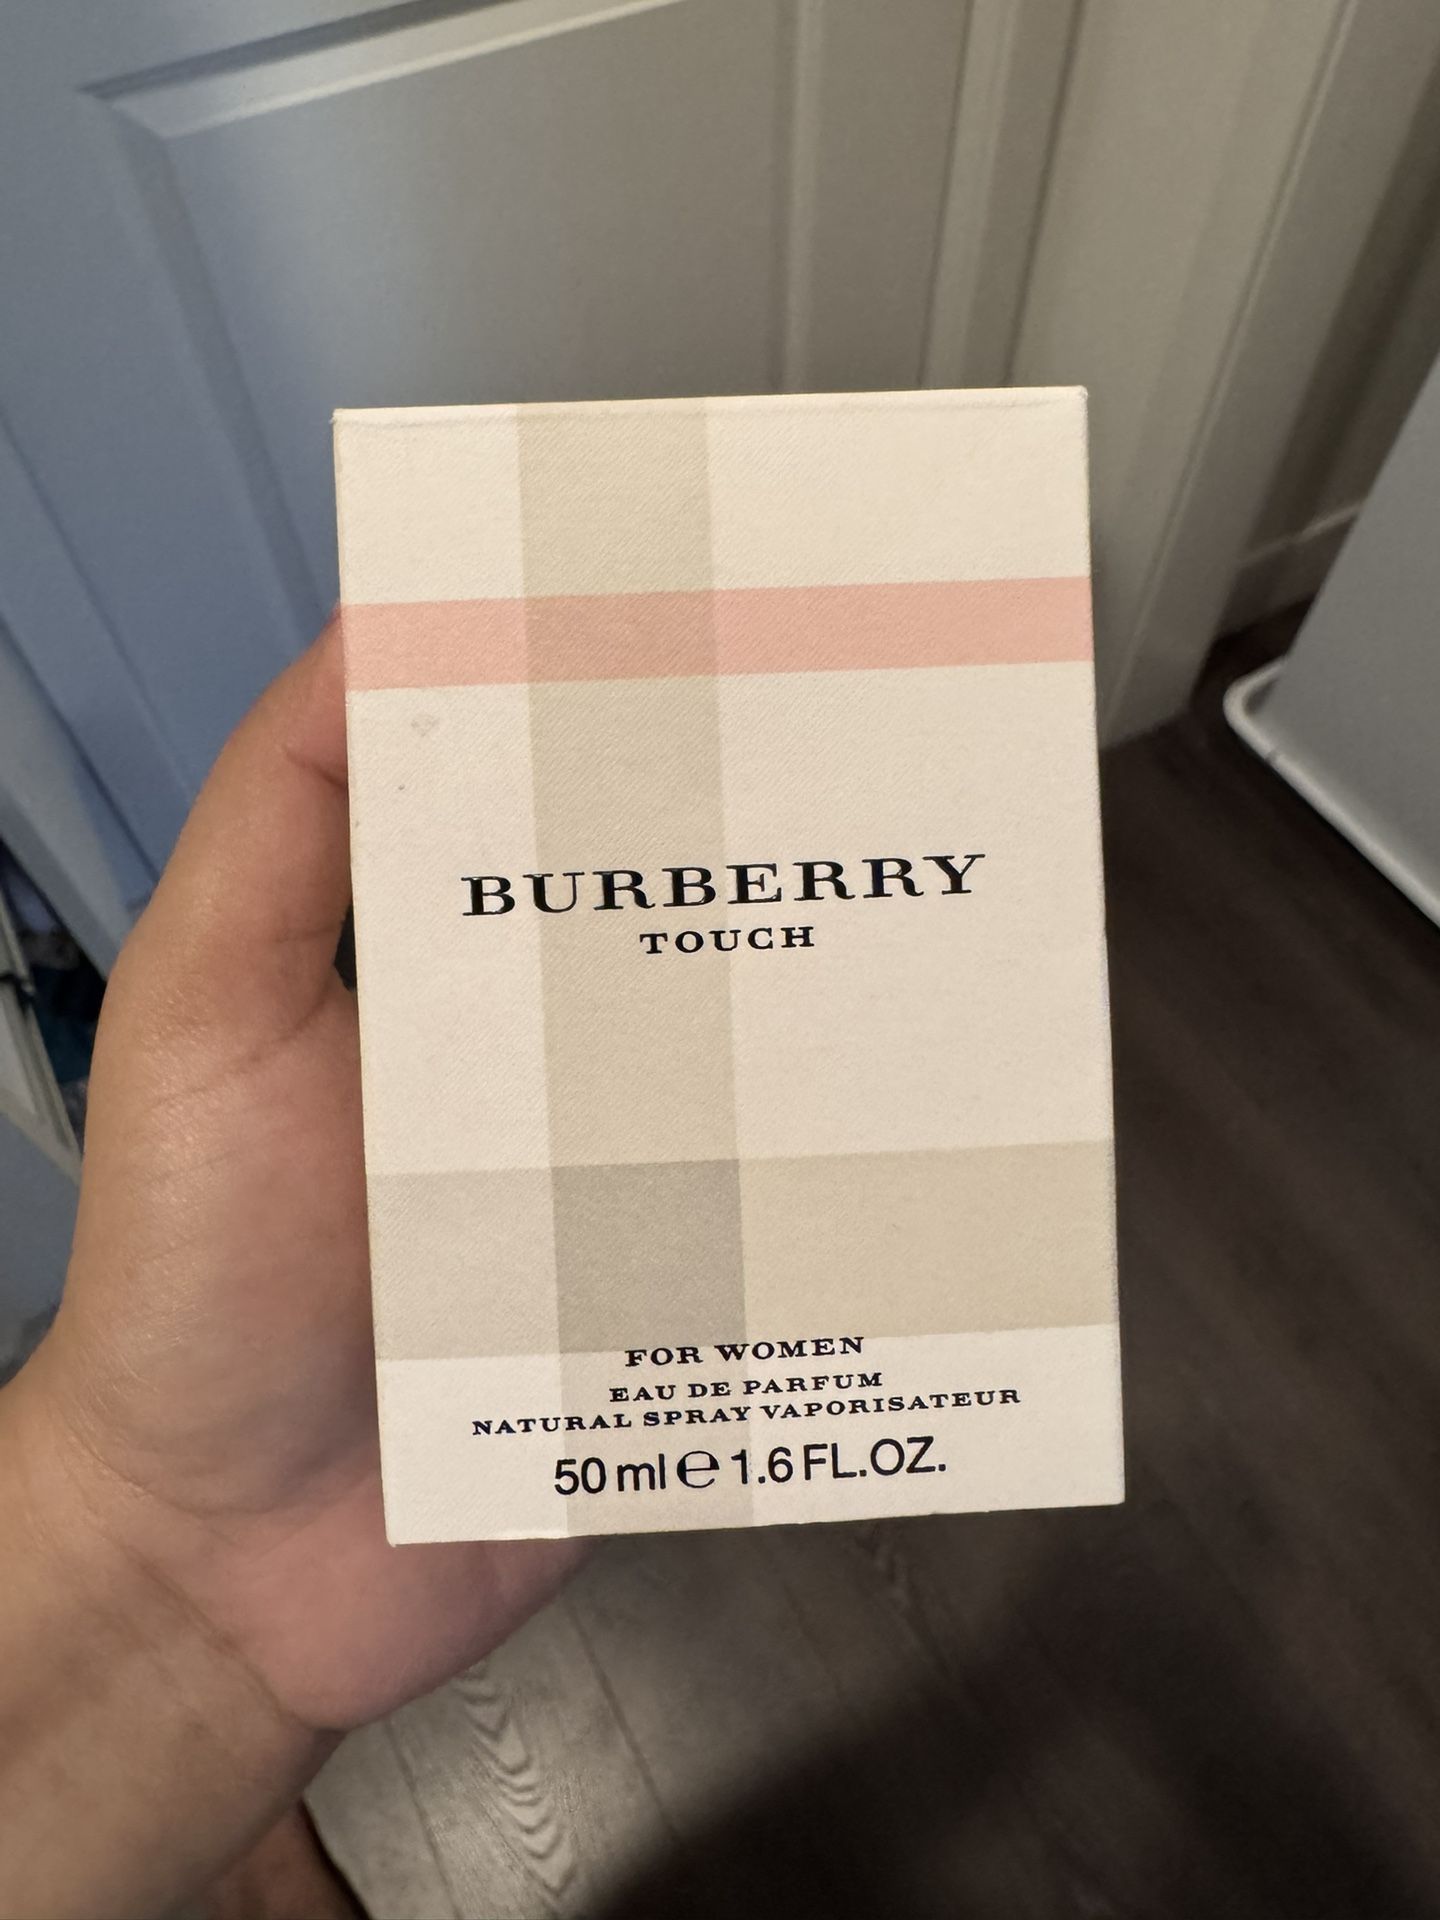 BURBERRY
TOUCH
FOR WOMEN
EAU DE PARFUM
NATURAL SPRAY VAPORISATEUR
50 ml ℮ 1.6 FL.OZ.